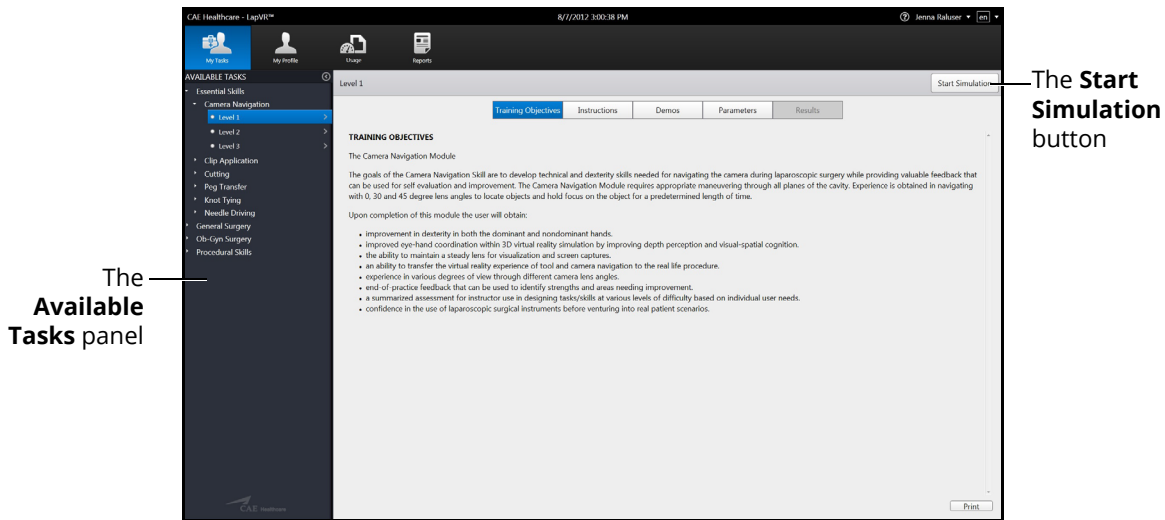 CAE Healthcare - LapVR™
8/7/2012 3:00:38 PM
Jenna Raluser
en
My Tasks
My Profile
Usage
Reports
AVAILABLE TASKS
Essential Skills
Camera Navigation
Level 1
Level 2
Level 3
Clip Application
Cutting
Peg Transfer
Knot Tying
Needle Driving
General Surgery
Ob-Gyn Surgery
Procedural Skills
CAE Healthcare
Level 1
Start Simulation
Training Objectives
Instructions
Demos
Parameters
Results
TRAINING OBJECTIVES
The Camera Navigation Module
The goals of the Camera Navigation Skill are to develop technical and dexterity skills needed for navigating the camera during laparoscopic surgery while providing valuable feedback that
can be used for self evaluation and improvement. The Camera Navigation Module requires appropriate maneuvering through all planes of the cavity. Experience is obtained in navigating
with 0, 30 and 45 degree lens angles to locate objects and hold focus on the object for a predetermined length of time.
Upon completion of this module the user will obtain:
• improvement in dexterity in both the dominant and nondominant hands.
• improved eye-hand coordination within 3D virtual reality simulation by improving depth perception and visual-spatial cognition.
• the ability to maintain a steady lens for visualization and screen captures.
• an ability to transfer the virtual reality experience of tool and camera navigation to the real life procedure.
• experience in various degrees of view through different camera lens angles.
• end-of-practice feedback that can be used to identify strengths and areas needing improvement.
• a summarized assessment for instructor use in designing tasks/skills at various levels of difficulty based on individual user needs.
• confidence in the use of laparoscopic surgical instruments before venturing into real patient scenarios.
Print
The
Available
Tasks panel
The Start
Simulation
button